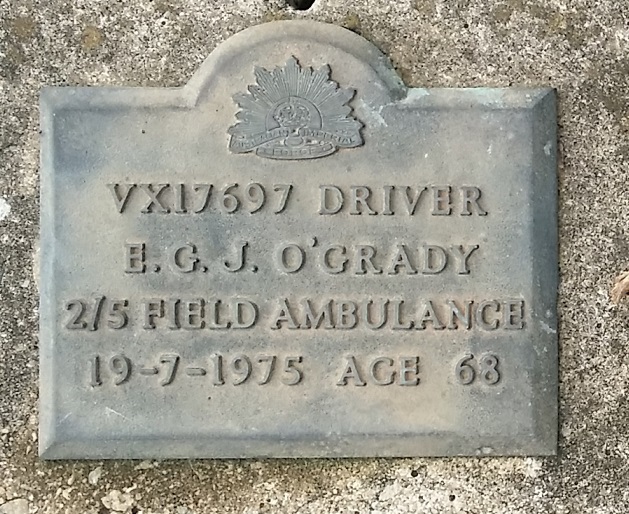 VX17697 DRIVER
E.G.J. O'GRADY
2/5 FIELD AMBULANCE
19-7-1975 AGE 68